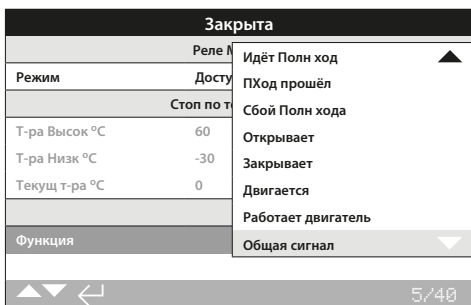 Закрыта
Реле
Режим Досту
Стоп по т
Т-ра Высок °C 60
Т-ра Низк °C -30
Текущ т-ра °C 0
Функция
Идёт Полн ход
ПХод прошёл
Сбой Полн хода
Открывает
Закрывает
Двигается
Работает двигатель
Общая сигнал
5/40